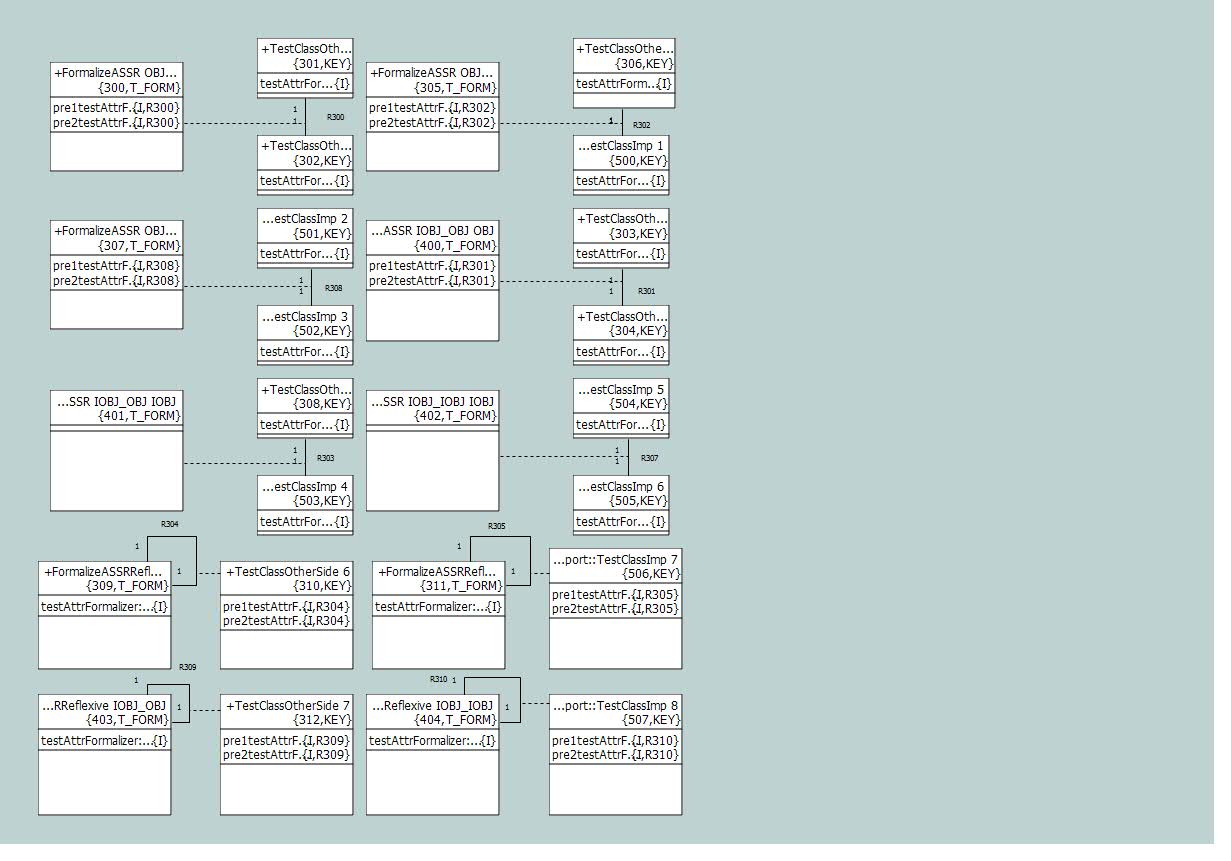 +FormalizeASSR OBJ...
{300,T_FORM}
pre1testAttrF.{I,R300}
pre2testAttrF.{I,R300}
+TestClassOth...
{301,KEY}
testAttrFor...{I}
1
R300
1
+TestClassOth...
{302,KEY}
testAttrFor...{I}
+FormalizeASSR OBJ...
{305,T_FORM}
pre1testAttrF.{I,R302}
pre2testAttrF.{I,R302}
+TestClassOthe...
{306,KEY}
testAttrForm...{I}
1
R302
...estClassImp 1
{500,KEY}
testAttrFor...{I}
+FormalizeASSR OBJ...
{307,T_FORM}
pre1testAttrF.{I,R308}
pre2testAttrF.{I,R308}
...estClassImp 2
{501,KEY}
testAttrFor...{I}
1
R308
1
...estClassImp 3
{502,KEY}
testAttrFor...{I}
...ASSR IOBJ_OBJ OBJ
{400,T_FORM}
pre1testAttrF.{I,R301}
pre2testAttrF.{I,R301}
+TestClassOth...
{303,KEY}
testAttrFor...{I}
1
R301
1
+TestClassOth...
{304,KEY}
testAttrFor...{I}
...SSR IOBJ_OBJ IOBJ
{401,T_FORM}
+TestClassOth...
{308,KEY}
testAttrFor...{I}
1
R303
1
...estClassImp 4
{503,KEY}
testAttrFor...{I}
...SSR IOBJ_IOBJ IOBJ
{402,T_FORM}
...estClassImp 5
{504,KEY}
testAttrFor...{I}
1
R307
1
...estClassImp 6
{505,KEY}
testAttrFor...{I}
R304
1
1
+FormalizeASSRRefl...
{309,T_FORM}
testAttrFormalizer:...{I}
+TestClassOtherSide 6
{310,KEY}
pre1testAttrF.{I,R304}
pre2testAttrF.{I,R304}
R305
1
1
+FormalizeASSRRefl...
{311,T_FORM}
testAttrFormalizer:...{I}
...port::TestClassImp 7
{506,KEY}
pre1testAttrF.{I,R305}
pre2testAttrF.{I,R305}
R309
1
1
...RReflexive IOBJ_OBJ
{403,T_FORM}
testAttrFormalizer:...{I}
+TestClassOtherSide 7
{312,KEY}
pre1testAttrF.{I,R309}
pre2testAttrF.{I,R309}
R310 1
1
...Reflexive IOBJ_IOBJ
{404,T_FORM}
testAttrFormalizer:...{I}
...port::TestClassImp 8
{507,KEY}
pre1testAttrF.{I,R310}
pre2testAttrF.{I,R310}